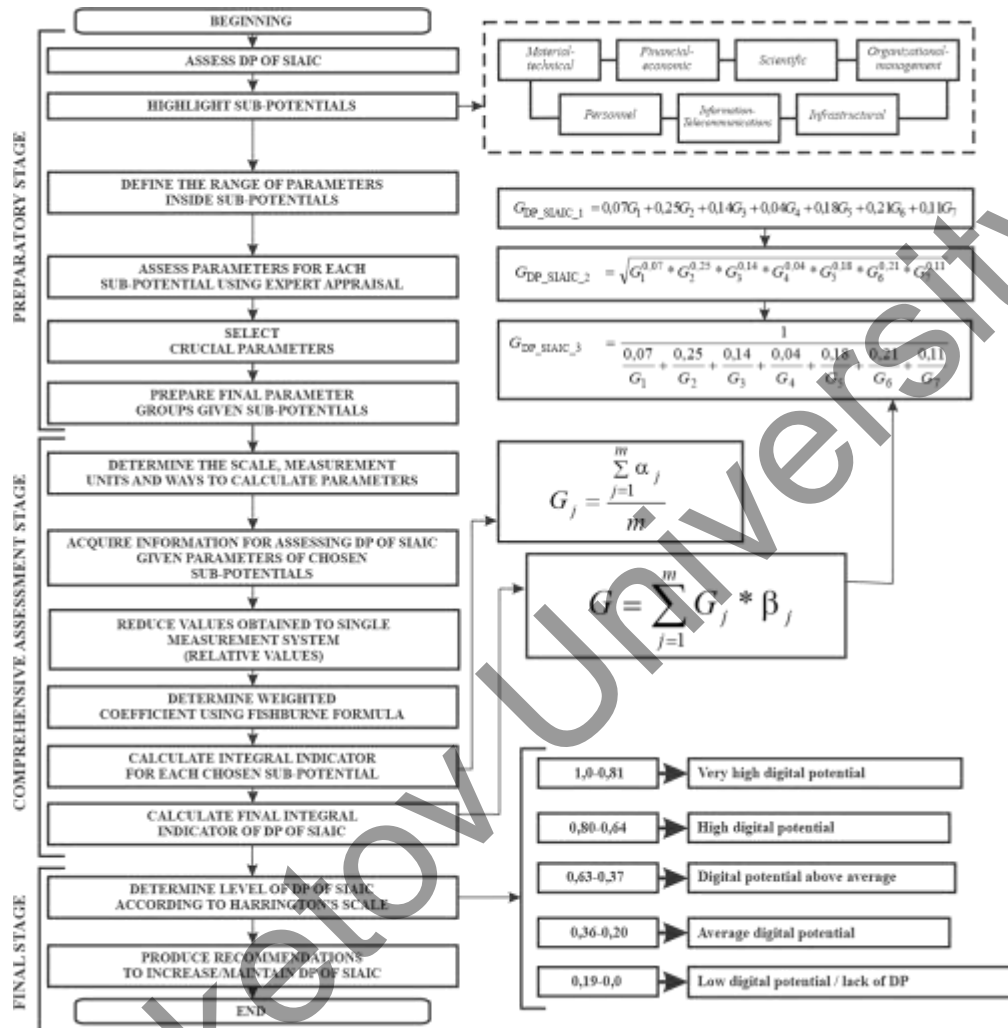 BEGINNING
ASSESS DP OF SIAIC
HIGHLIGHT SUB-POTENTIALS
Material-
technical
Financial-
economic
Scientific
Organizational-
management
Personnel
Information-
Telecommunications
Infrastructural
PREPARATORY STAGE
DEFINE THE RANGE OF PARAMETERS
INSIDE SUB-POTENTIALS
ASSESS PARAMETERS FOR EACH
SUB-POTENTIAL USING EXPERT APPRAISAL
SELECT
CRUCIAL PARAMETERS
PREPARE FINAL PARAMETER
GROUPS GIVEN SUB-POTENTIALS
G_DP_SIAIC_1 = 0,07G₁ + 0,25G₂ + 0,14G₃ + 0,04G₄ + 0,18G₅ + 0,21G₆ + 0,11G₇
G_DP_SIAIC_2 = √(G₁^0,07 * G₂^0,25 * G₃^0,14 * G₄^0,04 * G₅^0,18 * G₆^0,21 * G^0,11)
G_DP_SIAIC_3 = 1 / (0,07/G₁ + 0,25/G₂ + 0,14/G₃ + 0,04/G₄ + 0,18/G₅ + 0,21/G₆ + 0,11/G₇)
COMPREHENSIVE ASSESSMENT STAGE
DETERMINE THE SCALE, MEASUREMENT
UNITS AND WAYS TO CALCULATE PARAMETERS
ACQUIRE INFORMATION FOR ASSESSING DP OF SIAIC
GIVEN PARAMETERS OF CHOSEN
SUB-POTENTIALS
REDUCE VALUES OBTAINED TO SINGLE
MEASUREMENT SYSTEM
(RELATIVE VALUES)
DETERMINE WEIGHTED
COEFFICIENT USING FISHBURNE FORMULA
CALCULATE INTEGRAL INDICATOR
FOR EACH CHOSEN SUB-POTENTIAL
CALCULATE FINAL INTEGRAL
INDICATOR OF DP OF SIAIC
G_j = (∑_{j=1}^{m} α_j) / m
G = ∑_{j=1}^{m} G_j * β_j
FINAL STAGE
DETERMINE LEVEL OF DP OF SIAIC
ACCORDING TO HARRINGTON'S SCALE
PRODUCE RECOMMENDATIONS
TO INCREASE/MAINTAIN DP OF SIAIC
END
1,0-0,81 Very high digital potential
0,80-0,64 High digital potential
0,63-0,37 Digital potential above average
0,36-0,20 Average digital potential
0,19-0,0 Low digital potential / lack of DP
ketov University